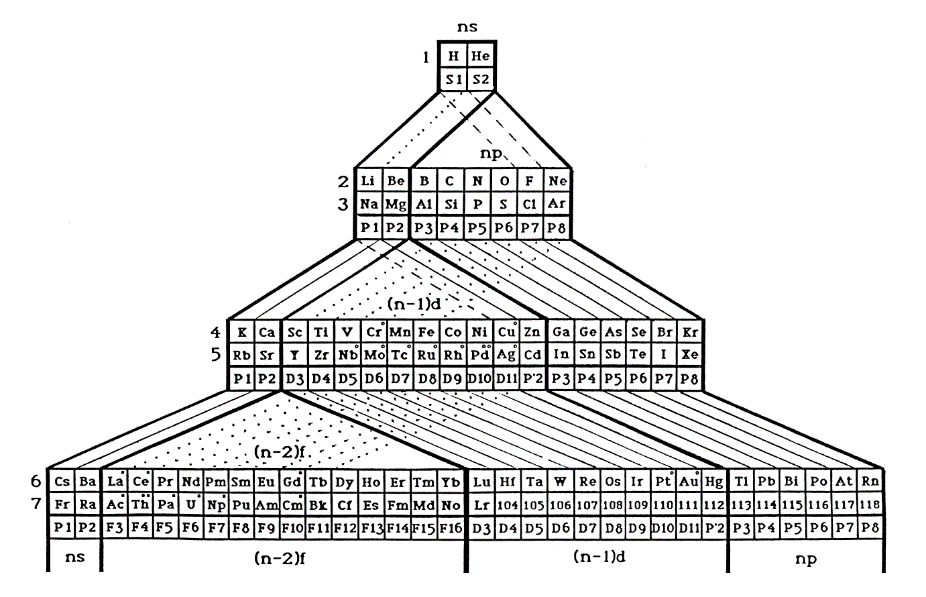 ns
1 H He
S1 S2
np
2 Li Be B C N O F Ne
3 Na Mg Al Si P S Cl Ar
P1 P2 P3 P4 P5 P6 P7 P8
(n-1)d
4 K Ca Sc Ti V Cr° Mn Fe Co Ni Cu° Zn Ga Ge As Se Br Kr
5 Rb Sr Y Zr Nb° Mo° Tc° Ru° Rh° Pd° Ag° Cd In Sn Sb Te I Xe
P1 P2 D3 D4 D5 D6 D7 D8 D9 D10 D11 P'2 P3 P4 P5 P6 P7 P8
(n-2)f
6 Cs Ba La° Ce° Pr Nd Pm Sm Eu Gd° Tb Dy Ho Er Tm Yb Lu Hf Ta W Re Os Ir Pt° Au° Hg Tl Pb Bi Po At Rn
7 Fr Ra Ac° Th°° Pa° U° Np° Pu Am Cm° Bk Cf Es Fm Md No Lr 104 105 106 107 108 109 110 111 112 113 114 115 116 117 118
P1 P2 F3 F4 F5 F6 F7 F8 F9 F10 F11 F12 F13 F14 F15 F16 D3 D4 D5 D6 D7 D8 D9 D10 D11 P'2 P3 P4 P5 P6 P7 P8
ns (n-2)f (n-1)d np